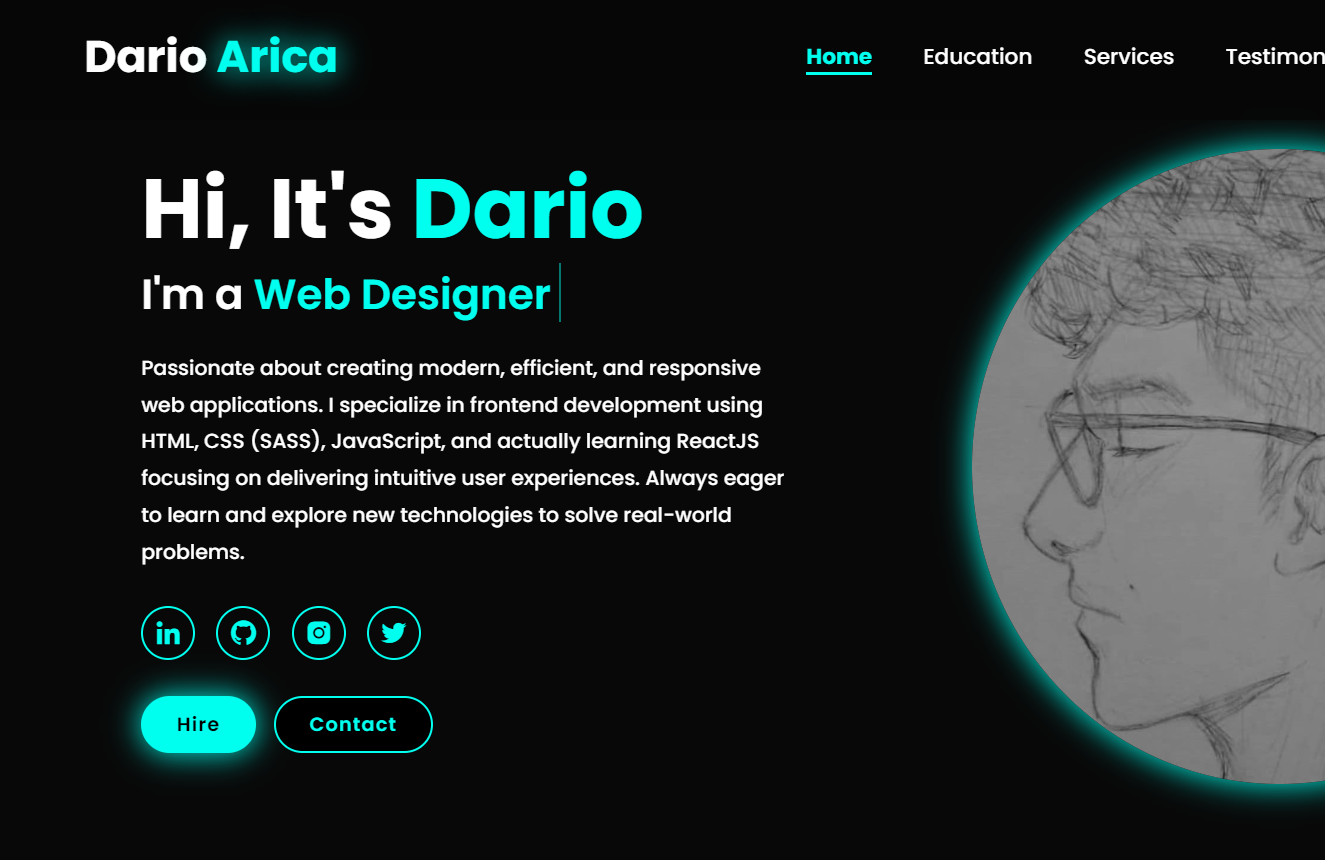 Dario Arica
Home Education Services
Hi, It's Dario
I'm a Web Designer
Passionate about creating modern, efficient, and responsive
web applications. I specialize in frontend development using
HTML, CSS (SASS), JavaScript, and actually learning ReactJS
focusing on delivering intuitive user experiences. Always eager
to learn and explore new technologies to solve real-world
problems.
in
Hire Contact